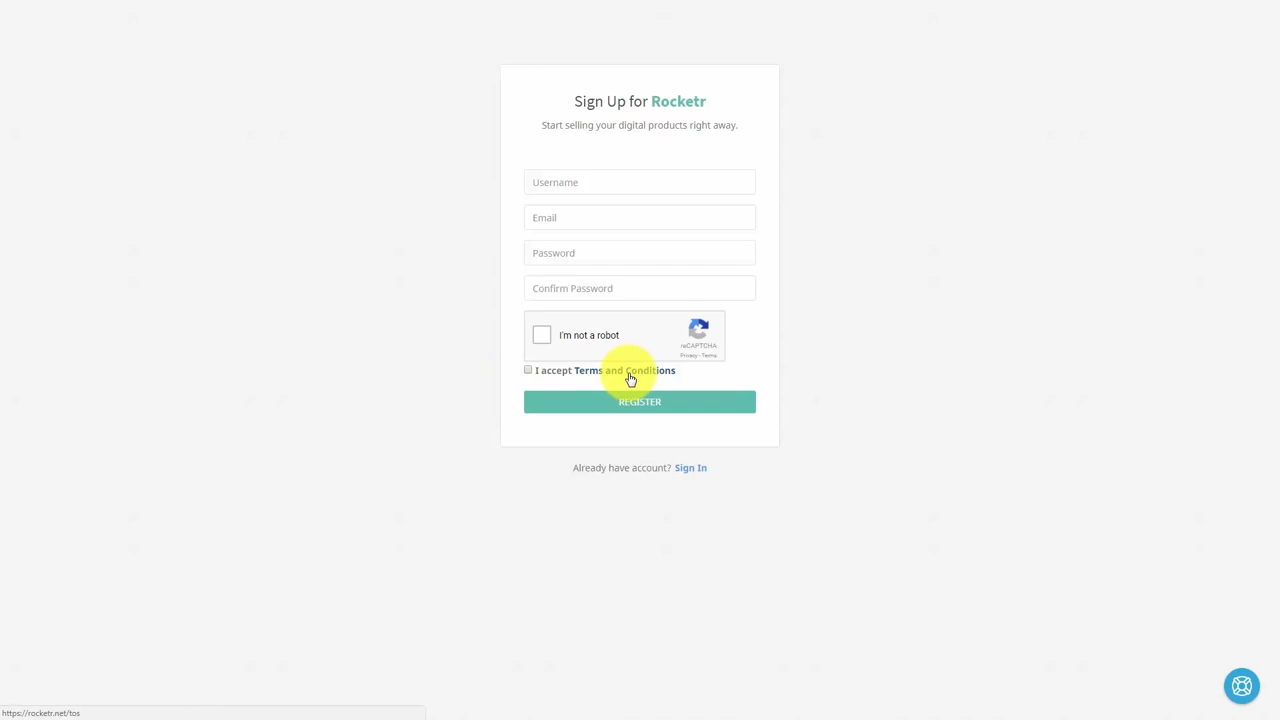 Sign Up for Rocketr
Start selling your digital products right away.
Username
Email
Password
Confirm Password
I'm not a robot
reCAPTCHA
Privacy - Terms
I accept Terms and Conditions
REGISTER
Already have account? Sign In
https://rocketr.net/tos